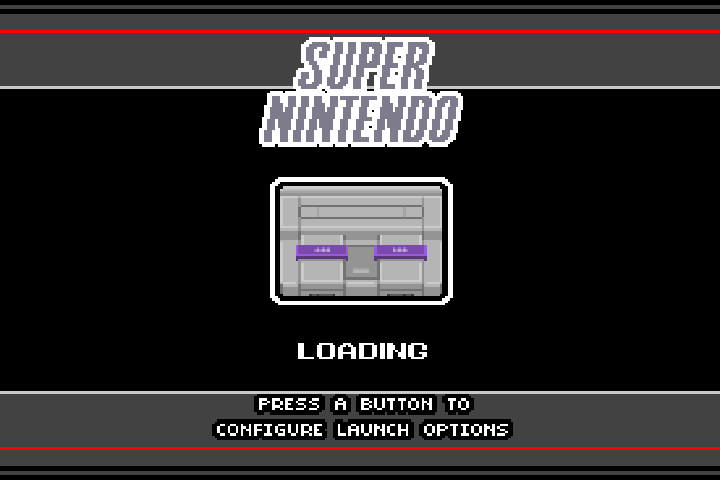 SUPER
NINTENDO
LOADING
PRESS A BUTTON TO
CONFIGURE LAUNCH OPTIONS